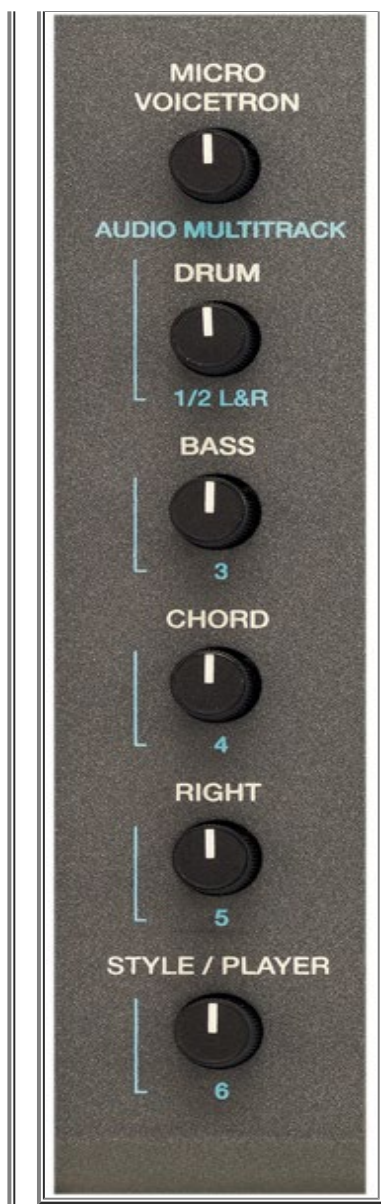 MICRO
VOICETRON
AUDIO MULTITRACK
DRUM
1/2 L&R
BASS
3
CHORD
4
RIGHT
5
STYLE / PLAYER
6